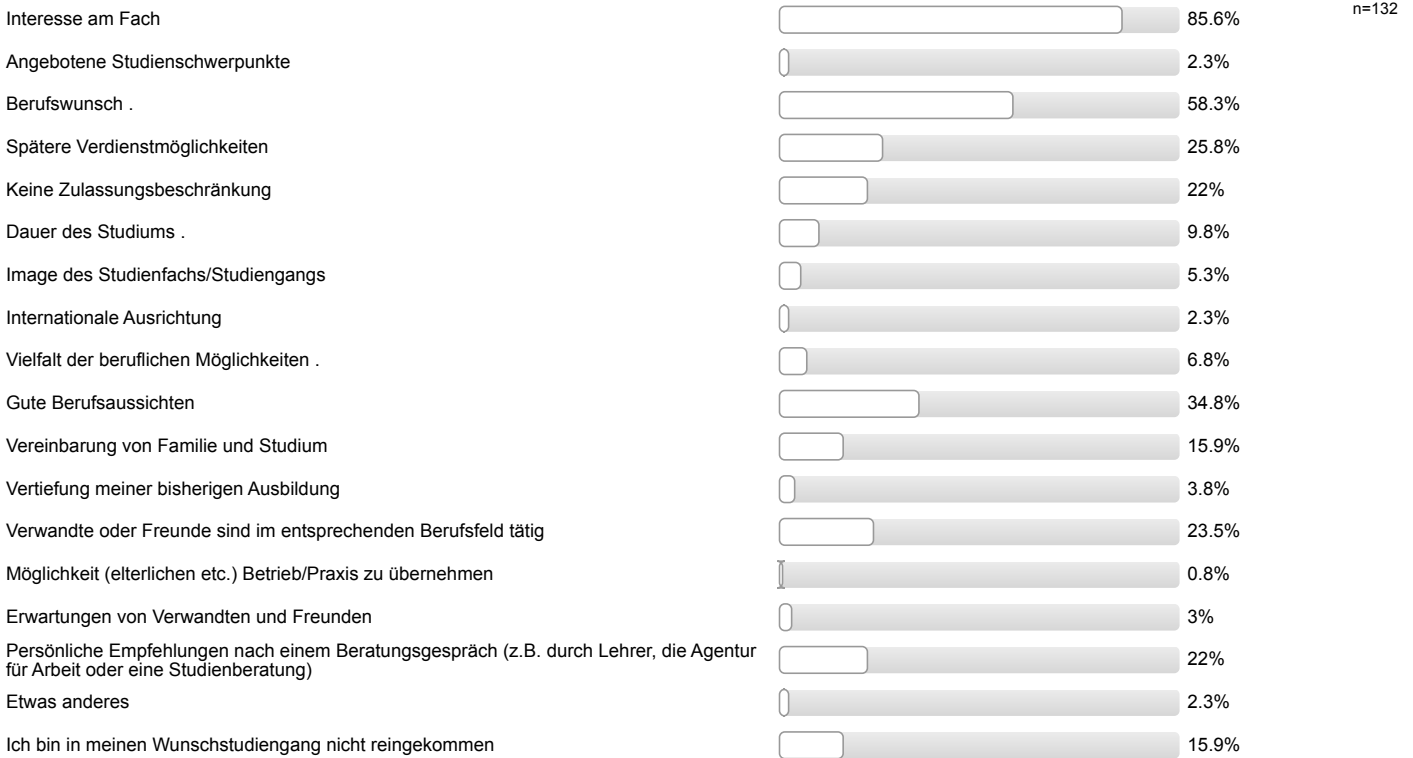 Interesse am Fach 85.6% n=132
Angebotene Studienschwerpunkte 2.3%
Berufswunsch . 58.3%
Spätere Verdienstmöglichkeiten 25.8%
Keine Zulassungsbeschränkung 22%
Dauer des Studiums . 9.8%
Image des Studienfachs/Studiengangs 5.3%
Internationale Ausrichtung 2.3%
Vielfalt der beruflichen Möglichkeiten . 6.8%
Gute Berufsaussichten 34.8%
Vereinbarung von Familie und Studium 15.9%
Vertiefung meiner bisherigen Ausbildung 3.8%
Verwandte oder Freunde sind im entsprechenden Berufsfeld tätig 23.5%
Möglichkeit (elterlichen etc.) Betrieb/Praxis zu übernehmen 0.8%
Erwartungen von Verwandten und Freunden 3%
Persönliche Empfehlungen nach einem Beratungsgespräch (z.B. durch Lehrer, die Agentur
für Arbeit oder eine Studienberatung) 22%
Etwas anderes 2.3%
Ich bin in meinen Wunschstudiengang nicht reingekommen 15.9%